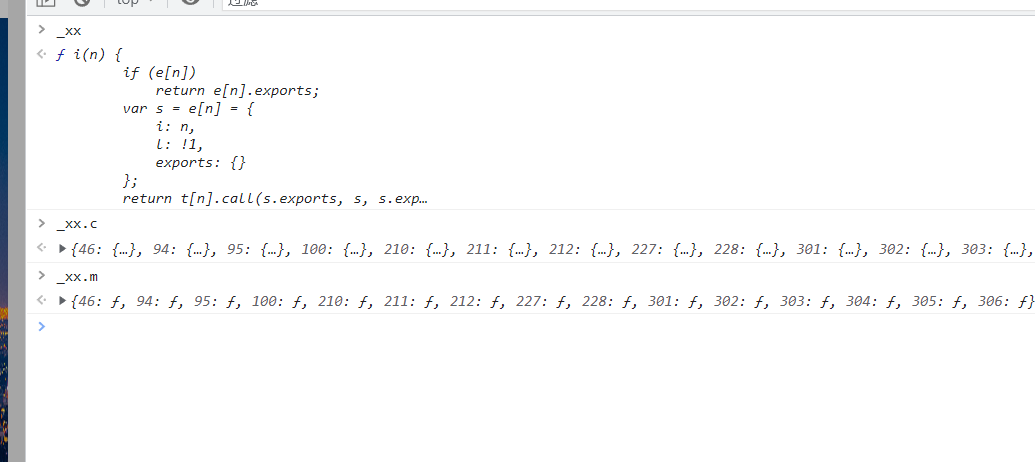 top
过滤
_xx
ƒ i(n) {
if (e[n])
return e[n].exports;
var s = e[n] = {
i: n,
l: !1,
exports: {}
};
return t[n].call(s.exports, s, s.exp…
_xx.c
{46: {…}, 94: {…}, 95: {…}, 100: {…}, 210: {…}, 211: {…}, 212: {…}, 227: {…}, 228: {…}, 301: {…}, 302: {…}, 303: {…},
_xx.m
{46: ƒ, 94: ƒ, 95: ƒ, 100: ƒ, 210: ƒ, 211: ƒ, 212: ƒ, 227: ƒ, 228: ƒ, 301: ƒ, 302: ƒ, 303: ƒ, 304: ƒ, 305: ƒ, 306: ƒ}